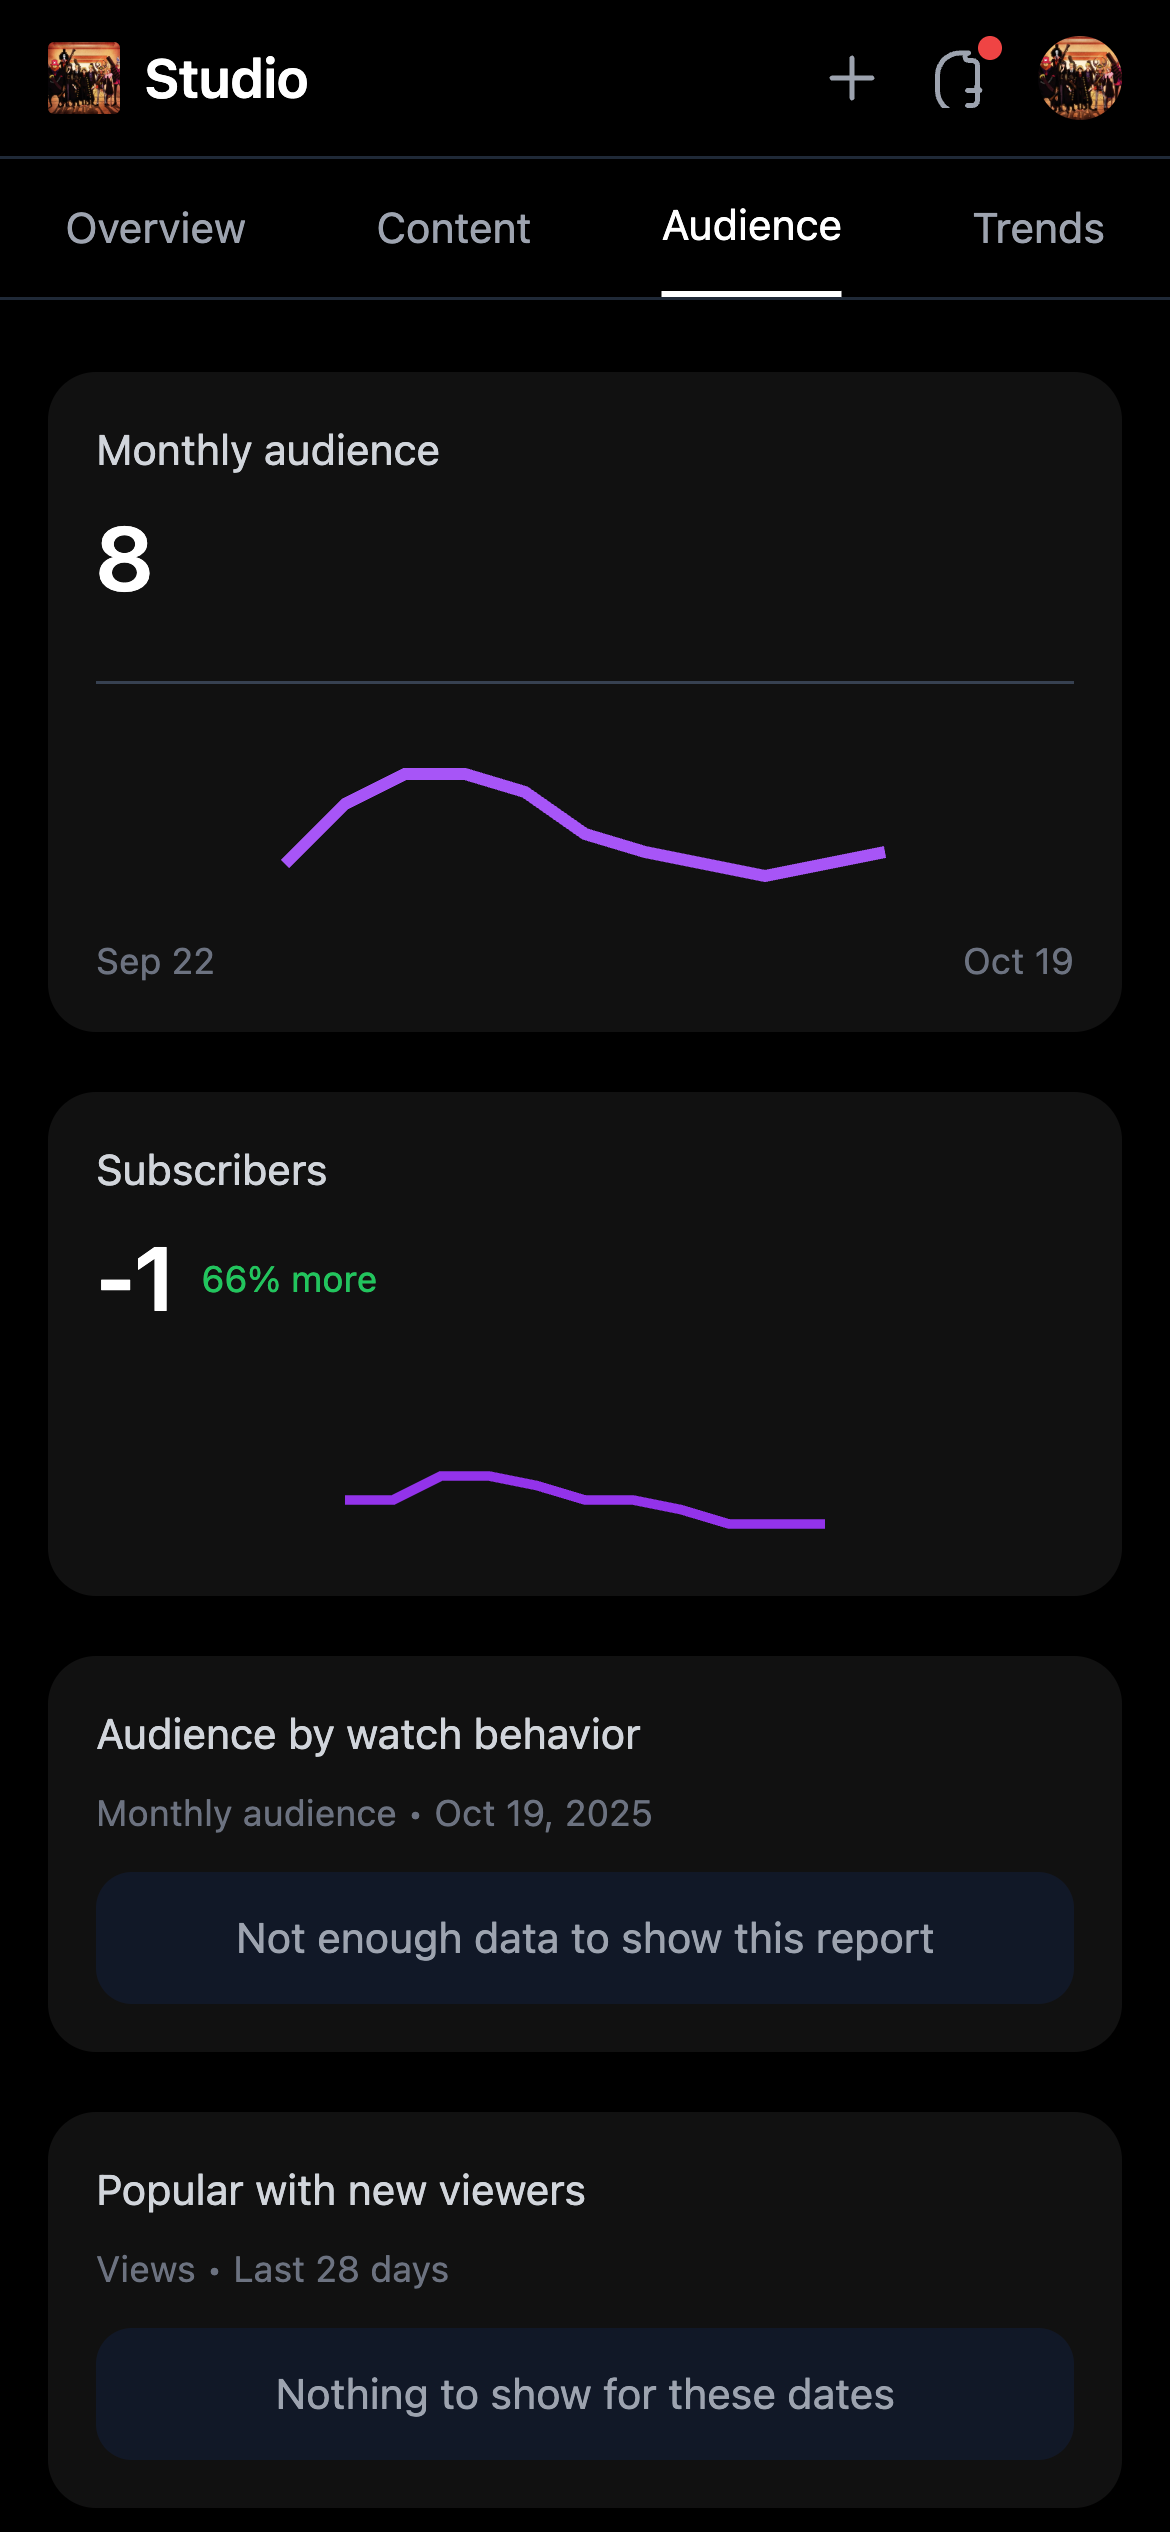 Studio
Overview
Content
Audience
Trends
Monthly audience
8
Sep 22
Oct 19
Subscribers
-1 66% more
Audience by watch behavior
Monthly audience • Oct 19, 2025
Not enough data to show this report
Popular with new viewers
Views • Last 28 days
Nothing to show for these dates